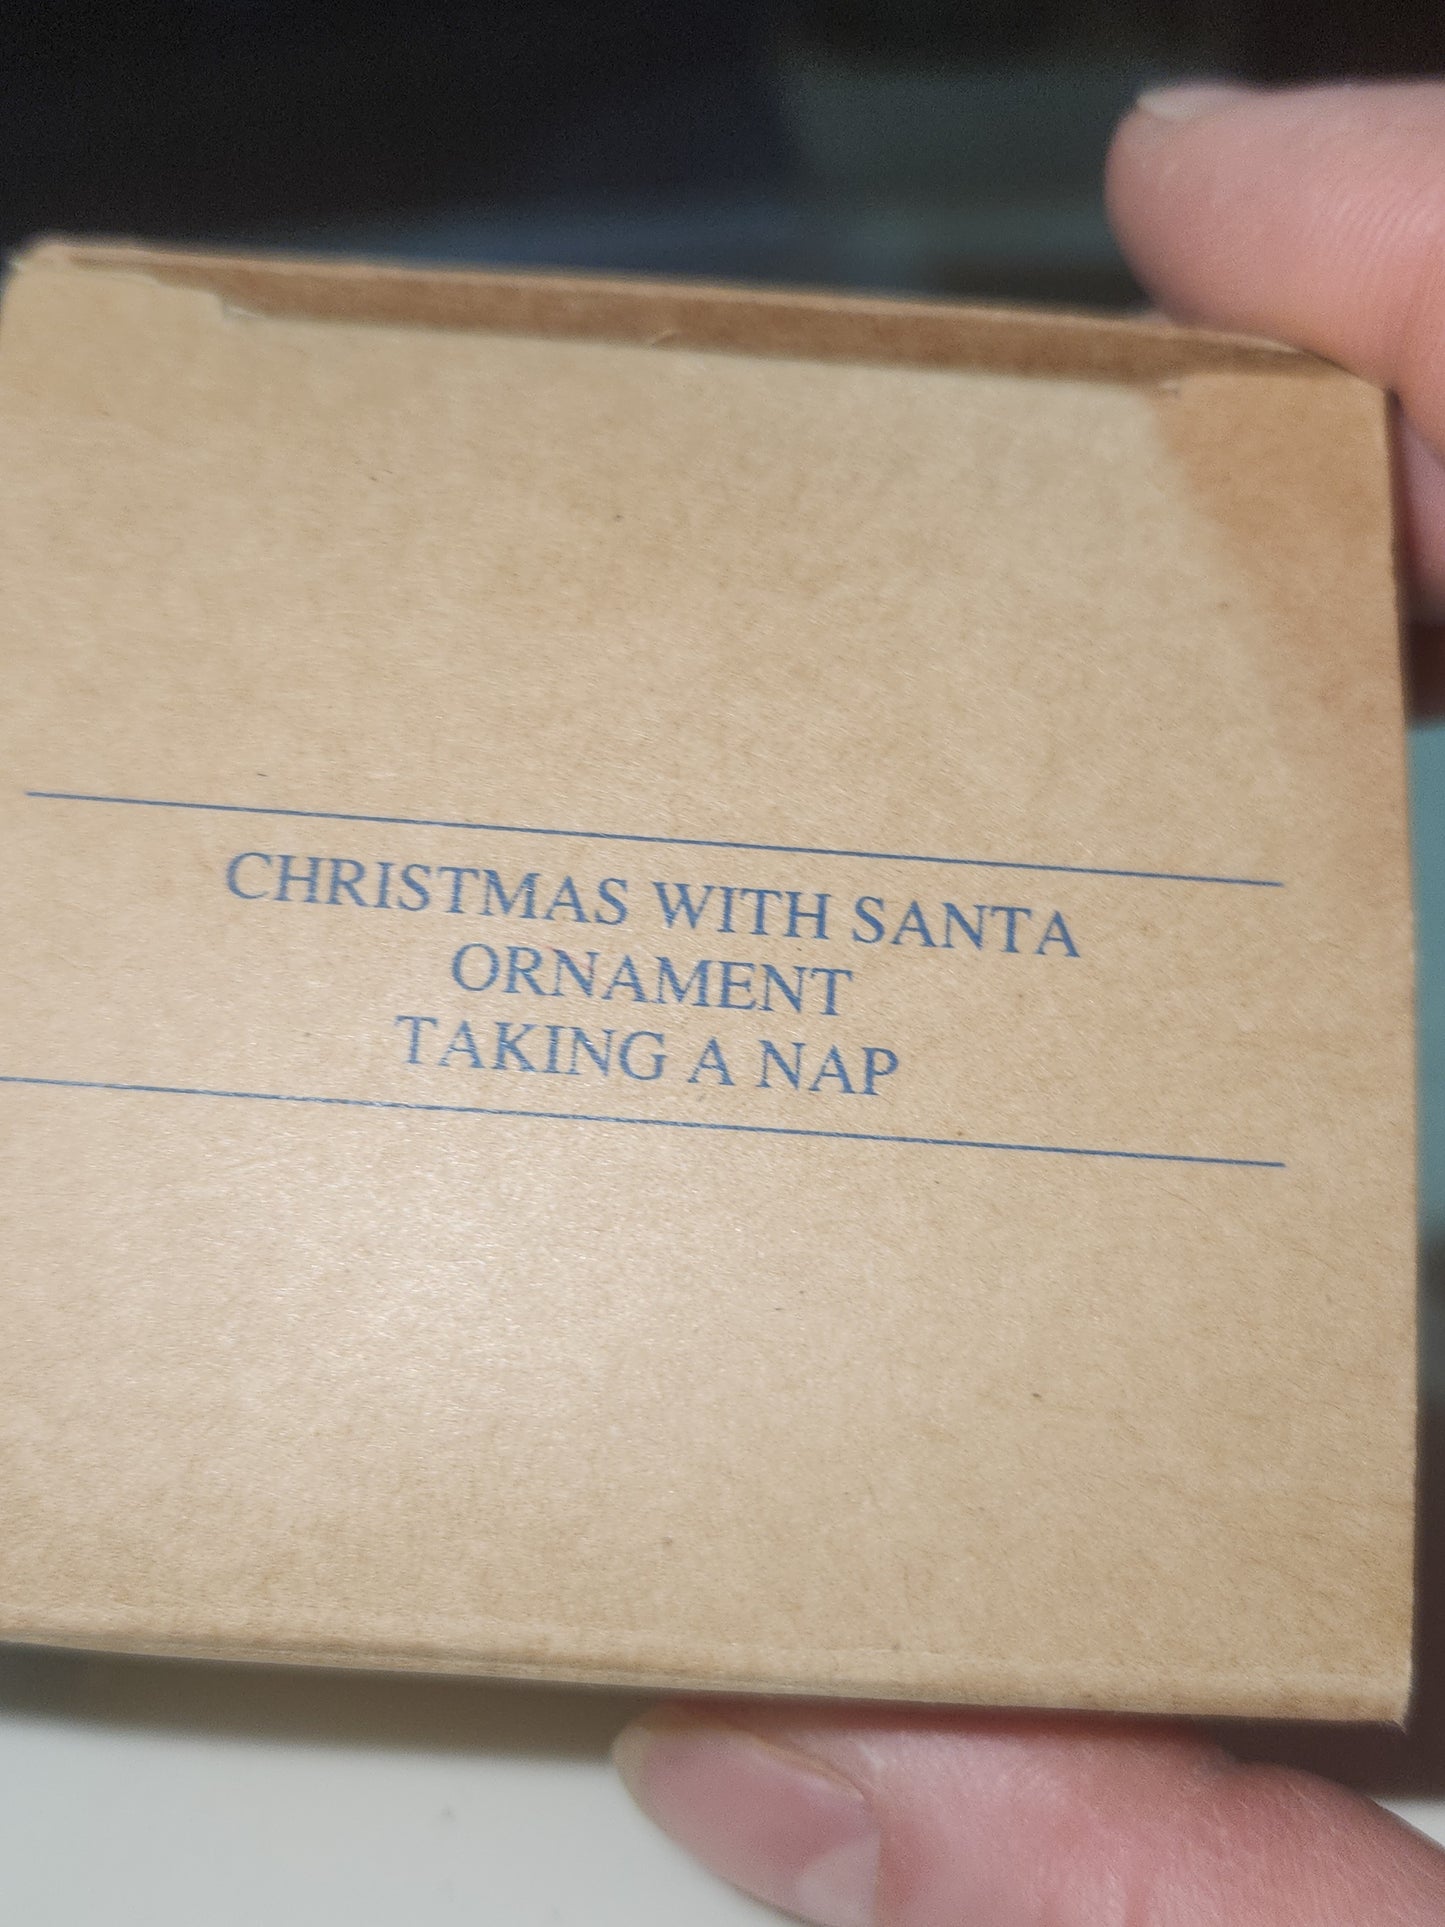 CHRISTMAS WITH SANTA
ORNAMENT
TAKING A NAP